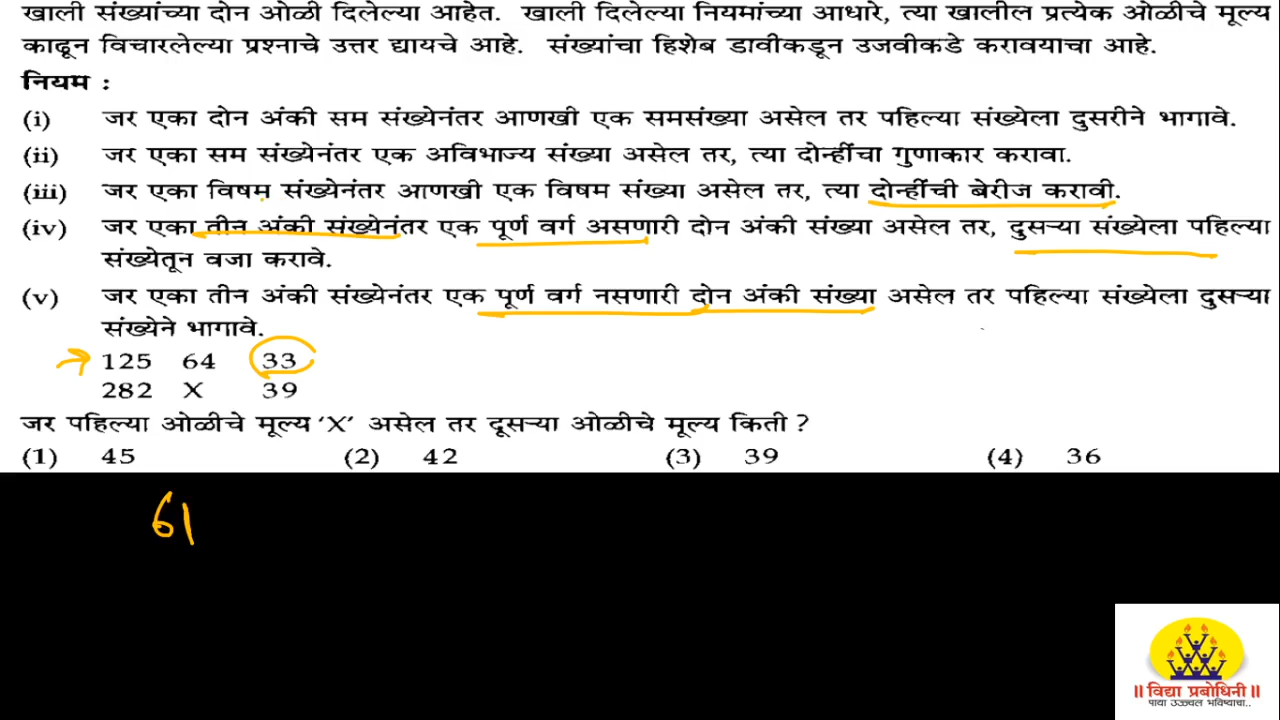 खाली संख्यांच्या दोन ओळी दिलेल्या आहेत. खाली दिलेल्या नियमांच्या आधारे, त्या खालील प्रत्येक ओळीचे मूल्य
काढून विचारलेल्या प्रश्नाचे उत्तर द्यायचे आहे. संख्यांचा हिशेब डावीकडून उजवीकडे करावयाचा आहे.
नियम :
(i) जर एका दोन अंकी सम संख्येनंतर आणखी एक समसंख्या असेल तर पहिल्या संख्येला दुसरीने भागावे.
(ii) जर एका सम संख्येनंतर एक अविभाज्य संख्या असेल तर, त्या दोन्हींचा गुणाकार करावा.
(iii) जर एका विषम संख्येनंतर आणखी एक विषम संख्या असेल तर, त्या दोन्हींची बेरीज करावी.
(iv) जर एका तीन अंकी संख्येनंतर एक पूर्ण वर्ग असणारी दोन अंकी संख्या असेल तर, दुसऱ्या संख्येला पहिल्या
संख्येतून वजा करावे.
(v) जर एका तीन अंकी संख्येनंतर एक पूर्ण वर्ग नसणारी दोन अंकी संख्या असेल तर पहिल्या संख्येला दुसऱ्या
संख्येने भागावे.
125 64 33
282 X 39
जर पहिल्या ओळीचे मूल्य 'X' असेल तर दूसऱ्या ओळीचे मूल्य किती ?
(1) 45 (2) 42 (3) 39 (4) 36
61
॥ विद्या प्रबोधिनी ॥
पाया उज्ज्वल भविष्याचा..